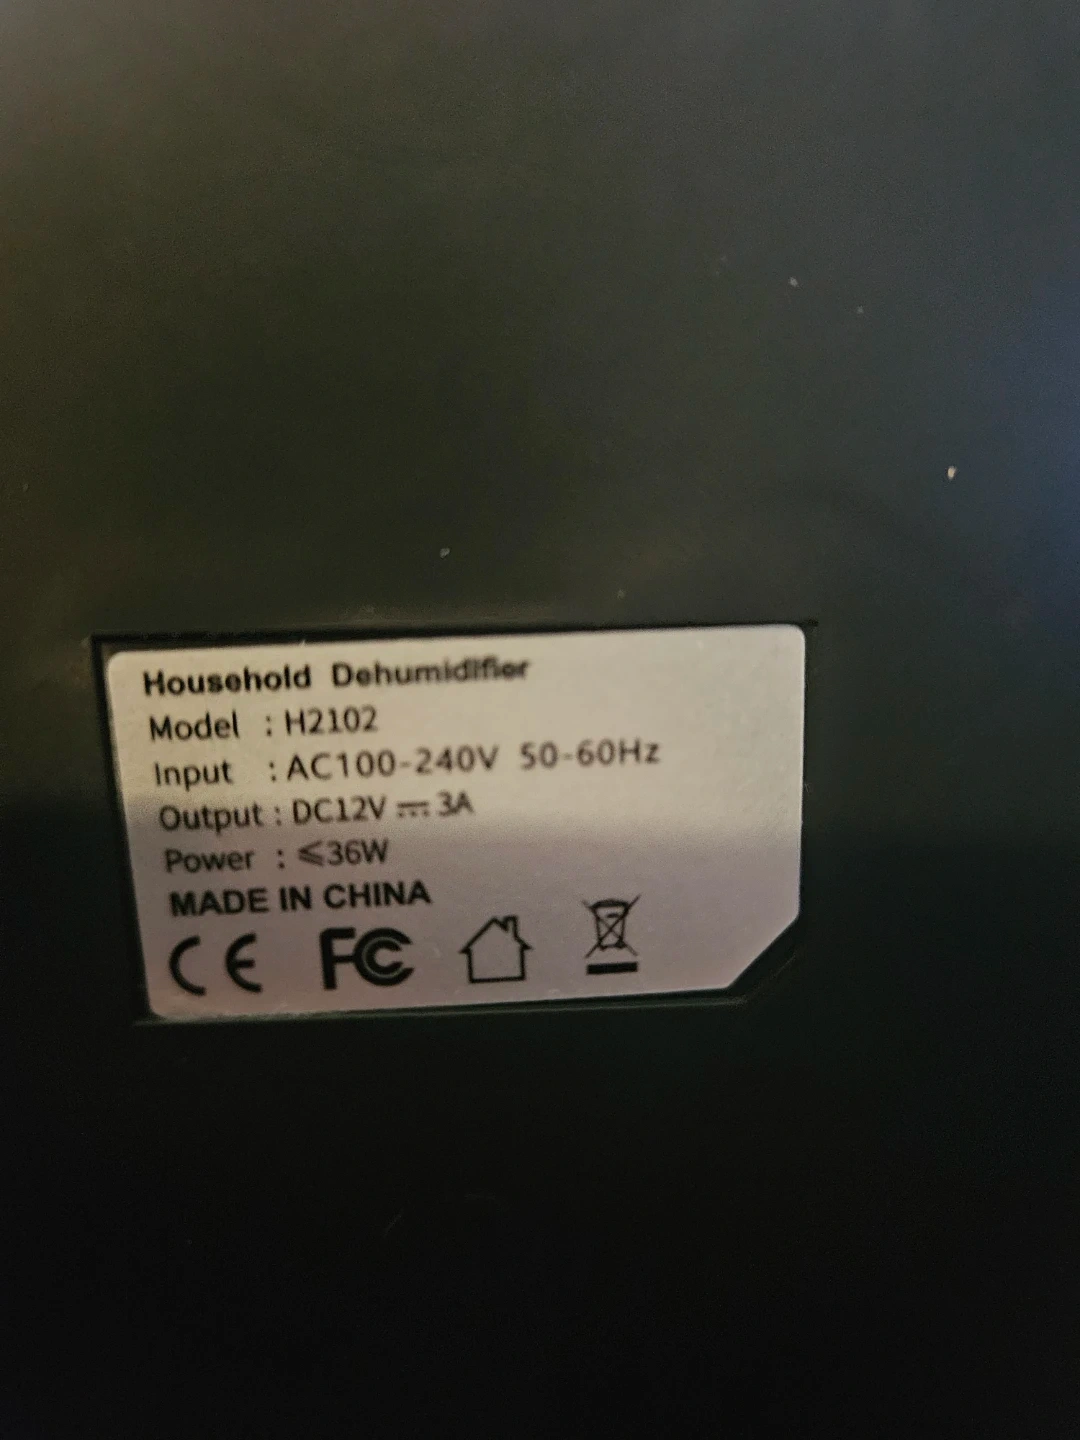 Household Dehumidifier
Model : H2102
Input : AC100-240V 50-60Hz
Output : DC12V ⎓ 3A
Power : ⩽36W
MADE IN CHINA
CE FC